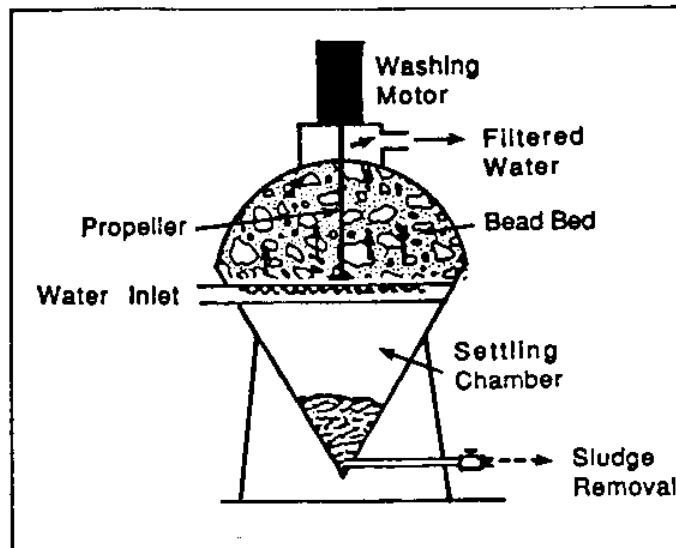 Washing
Motor
Filtered
Water
Propeller
Bead Bed
Water Inlet
Settling
Chamber
Sludge
Removal